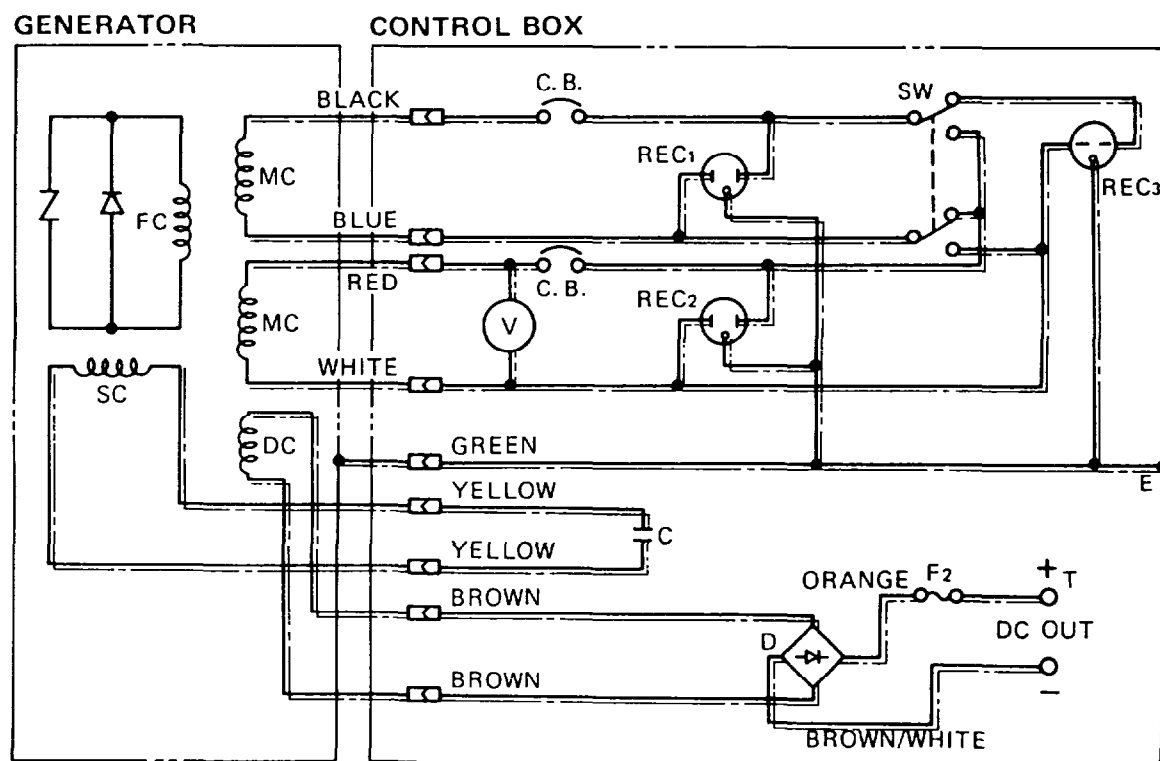 GENERATOR
CONTROL BOX
BLACK
C.B.
SW
MC
REC1
REC3
FC
BLUE
RED
C.B.
MC
V
REC2
WHITE
SC
DC
GREEN
E
YELLOW
C
YELLOW
ORANGE
F2
+
T
BROWN
D
DC OUT
BROWN
−
BROWN/WHITE